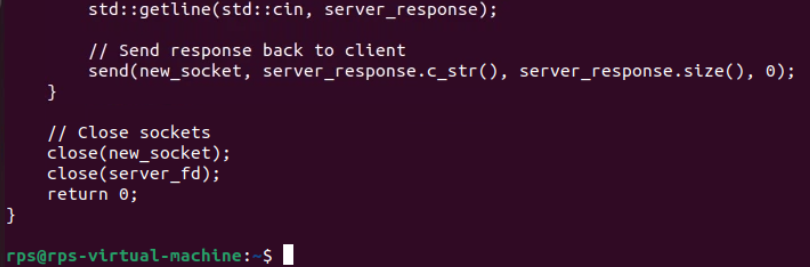 std::getline(std::cin, server_response);
// Send response back to client
send(new_socket, server_response.c_str(), server_response.size(), 0);
}
// Close sockets
close(new_socket);
close(server_fd);
return 0;
}
rps@rps-virtual-machine:~$